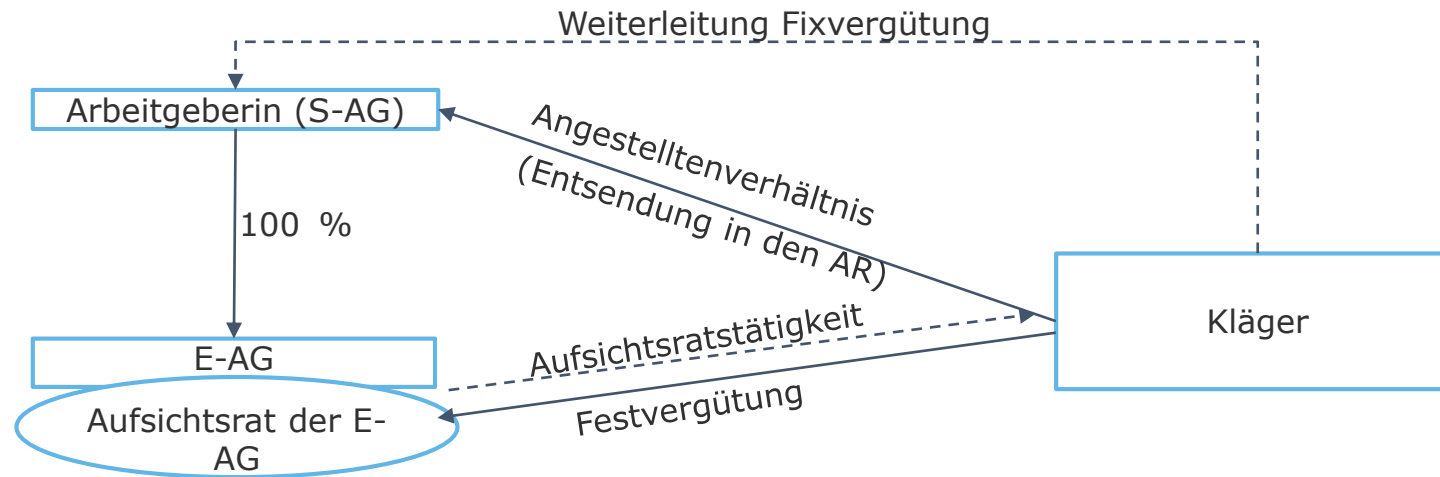 Weiterleitung Fixvergütung
Arbeitgeberin (S-AG)
Angestelltenverhältnis
(Entsendung in den AR)
100 %
Kläger
E-AG
Aufsichtsratstätigkeit
Festvergütung
Aufsichtsrat der E-
AG